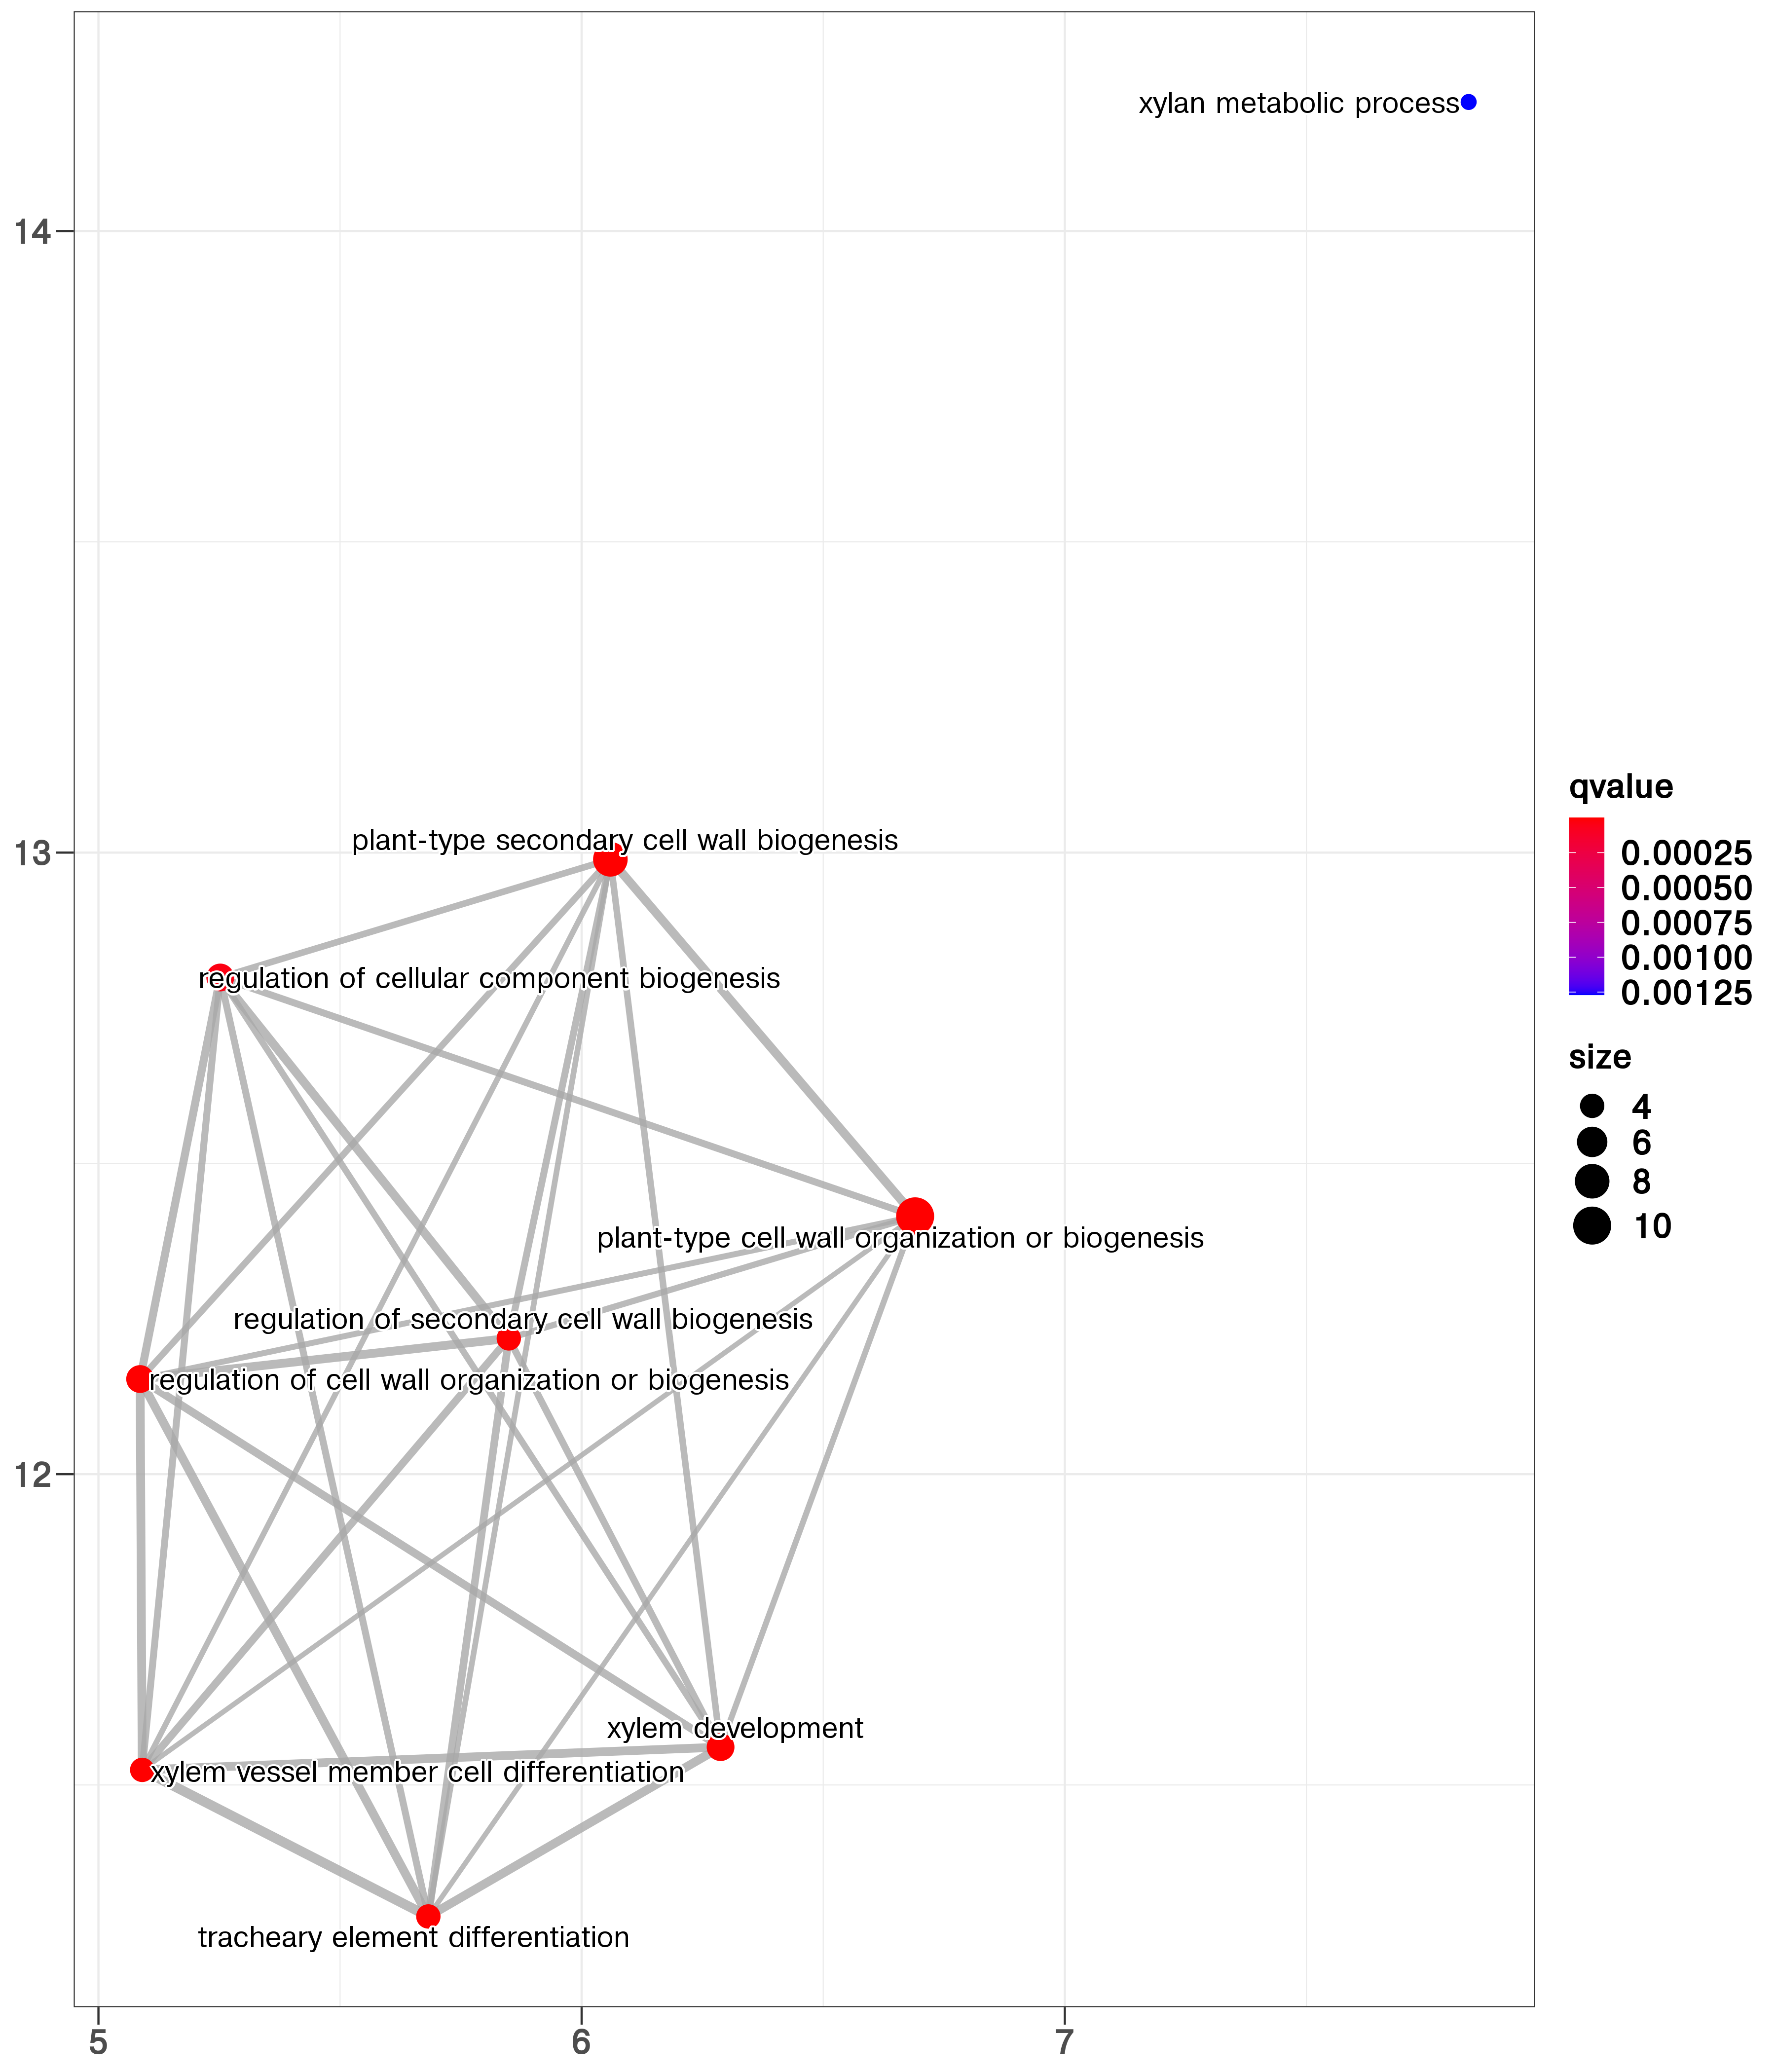 xylan metabolic process
14
13
plant-type secondary cell wall biogenesis
regulation of cellular component biogenesis
plant-type cell wall organization or biogenesis
regulation of secondary cell wall biogenesis
regulation of cell wall organization or biogenesis
12
xylem development
xylem vessel member cell differentiation
tracheary element differentiation
5
6
7
qvalue
0.00025
0.00050
0.00075
0.00100
0.00125
size
4
6
8
10